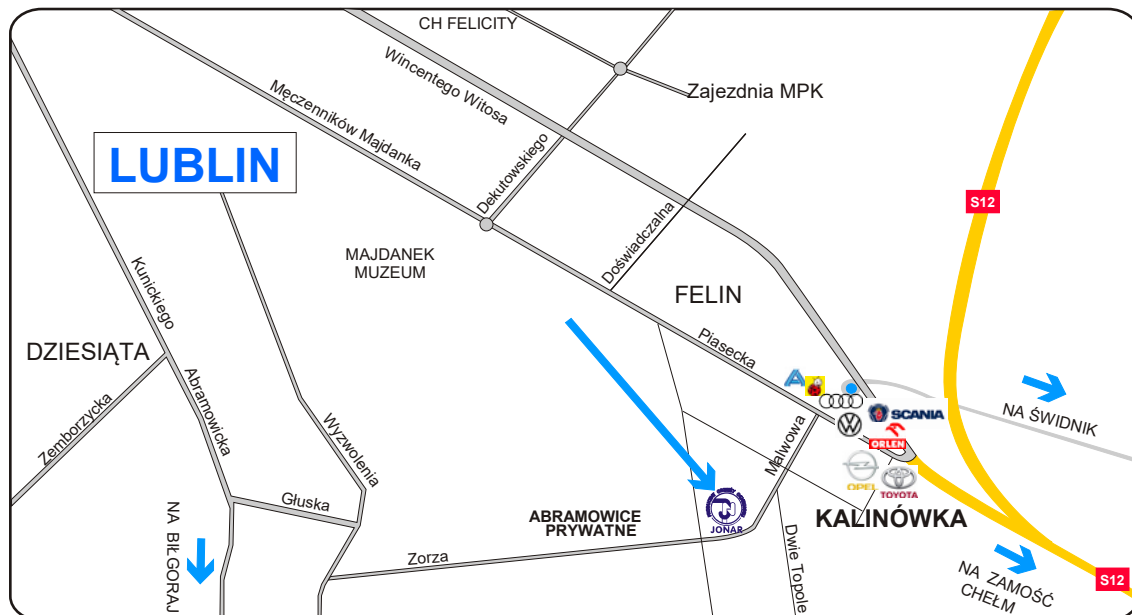 CH FELICITY
Wincentego Witosa
Zajezdnia MPK
Męczenników Majdanka
LUBLIN
Dekutowskiego
S12
Doświadczalna
MAJDANEK
MUZEUM
Kunickiego
FELIN
DZIESIĄTA
Piasecka
Abramowicka
NA ŚWIDNIK
SCANIA
Zemborzycka
Wyzwolenia
Malwowa
ORLEN
OPEL
TOYOTA
Głuska
NA BIŁGORAJ
ABRAMOWICE
PRYWATNE
JONAR
KALINÓWKA
Dwie Topole
Zorza
NA ZAMOŚĆ
CHEŁM
S12